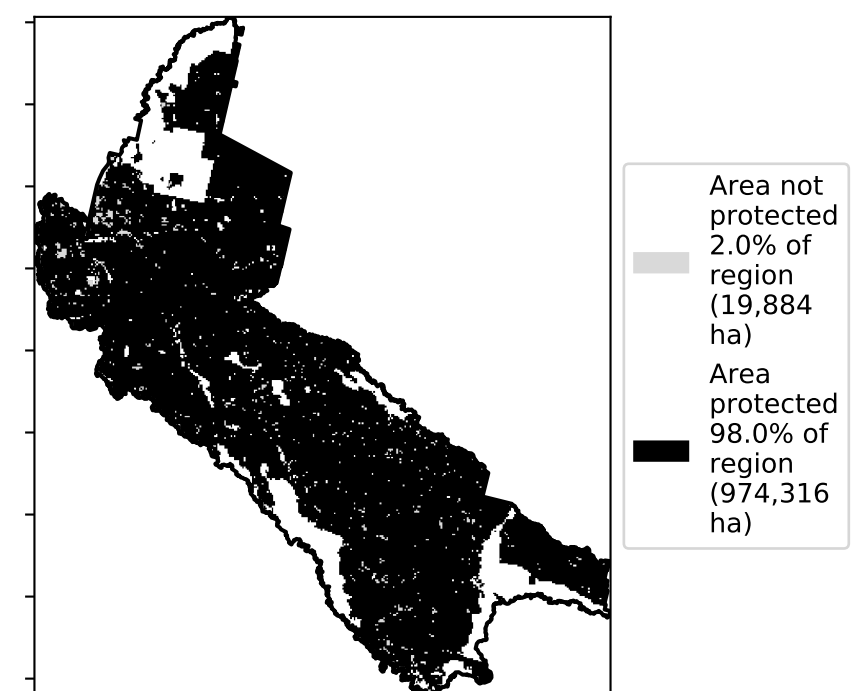 Area not
protected
2.0% of
region
(19,884
ha)
Area
protected
98.0% of
region
(974,316
ha)